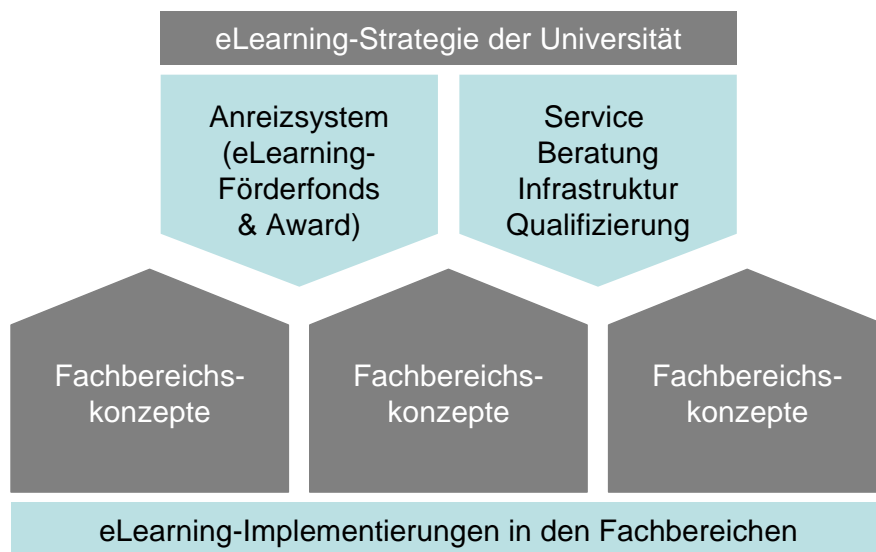 eLearning-Strategie der Universität
Anreizsystem
(eLearning-
Förderfonds
& Award)
Service
Beratung
Infrastruktur
Qualifizierung
Fachbereichs-
konzepte
Fachbereichs-
konzepte
Fachbereichs-
konzepte
eLearning-Implementierungen in den Fachbereichen